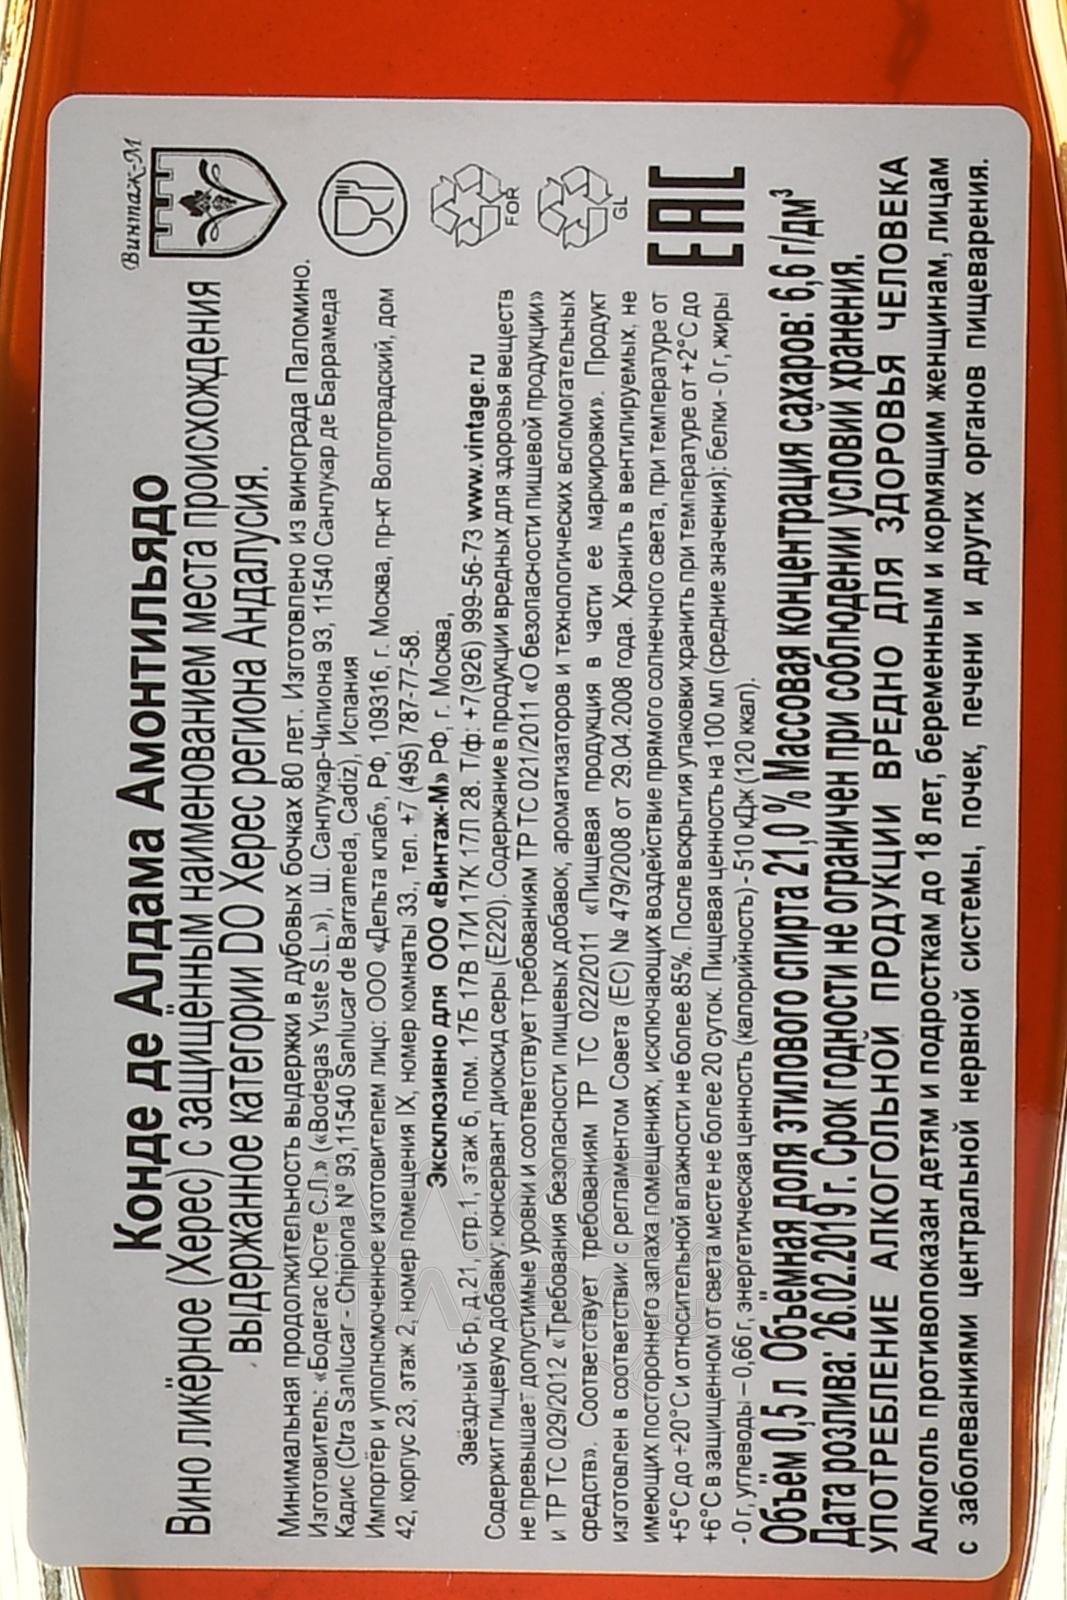 Конде де Алдама Амонтильядо
Вино ликёрное (Херес) с защищённым наименованием места происхождения
выдержанное категории DO Херес региона Андалусия.
Минимальная продолжительность выдержки в дубовых бочках 80 лет. Изготовлено из винограда Паломино.
Изготовитель: «Бодегас Юсте С.Л.» («Bodegas Yuste S.L.»), Ш. Санлукар-Чипиона 93, 11540 Санлукар де Баррамеда
Кадис (Ctra Sanlucar - Chipiona Nº 93,11540 Sanlucar de Barrameda, Cadiz), Испания
Импортёр и уполномоченное изготовителем лицо: ООО «Дельта клаб», РФ, 109316, г. Москва, пр-кт Волгоградский, дом
42, корпус 23, этаж 2, номер помещения IX, номер комнаты 33., тел. +7 (495) 787-77-58.
Эксклюзивно для ООО «Винтаж-М» РФ, г. Москва,
Звёздный б-р, д.21, стр.1, этаж 6, пом. 17Б 17В 17И 17К 17Л 28. Т/ф: +7(926) 999-56-73 www.vintage.ru
Содержит пищевую добавку: консервант диоксид серы (Е220). Содержание в продукции вредных для здоровья веществ
не превышает допустимые уровни и соответствует требованиям ТР ТС 021/2011 «О безопасности пищевой продукции»
и ТР ТС 029/2012 «Требования безопасности пищевых добавок, ароматизаторов и технологических вспомогательных
средств». Соответствует требованиям ТР ТС 022/2011 «Пищевая продукция в части ее маркировки». Продукт
изготовлен в соответствии с регламентом Совета (ЕС) № 479/2008 от 29.04.2008 года. Хранить в вентилируемых, не
имеющих постороннего запаха помещениях, исключающих воздействие прямого солнечного света, при температуре от
+5°С до +20°С и относительной влажности не более 85%. После вскрытия упаковки хранить при температуре от +2°С до
+6°С в защищенном от света месте не более 20 суток. Пищевая ценность на 100 мл (средние значения): белки - 0 г, жиры
- 0 г, углеводы – 0,66 г, энергетическая ценность (калорийность) - 510 кДж (120 ккал).
Объём 0,5 л Объёмная доля этилового спирта 21,0 % Массовая концентрация сахаров: 6,6 г/дм³
Дата розлива: 26.02.2019 г. Срок годности не ограничен при соблюдении условий хранения.
УПОТРЕБЛЕНИЕ АЛКОГОЛЬНОЙ ПРОДУКЦИИ ВРЕДНО ДЛЯ ЗДОРОВЬЯ ЧЕЛОВЕКА
Алкоголь противопоказан детям и подросткам до 18 лет, беременным и кормящим женщинам, лицам
с заболеваниями центральной нервной системы, почек, печени и других органов пищеварения.
Винтаж-М
FOR
GL
ЕАС